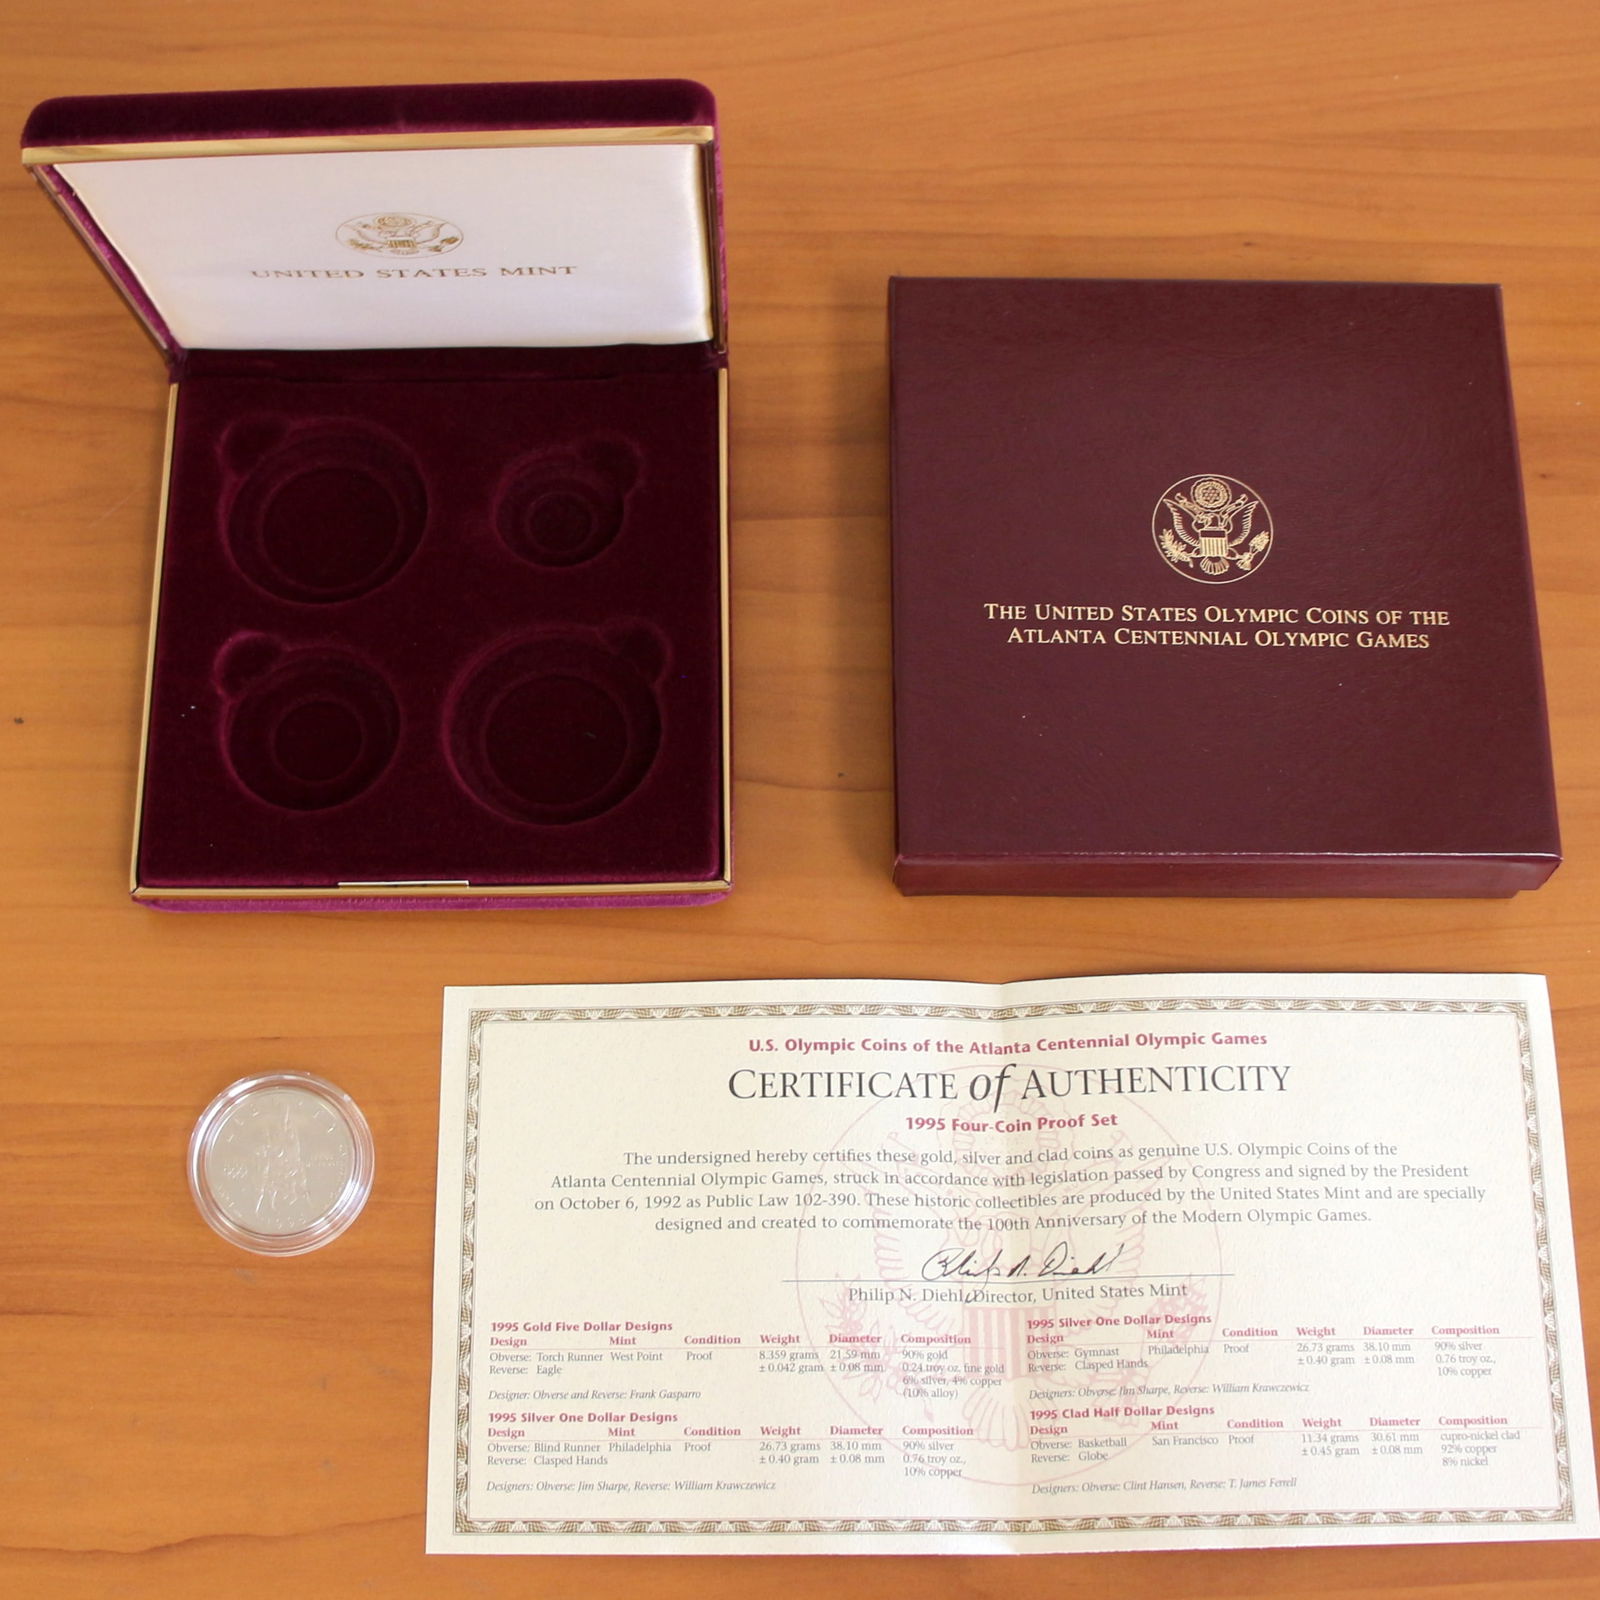 UNITED STATES MINT
THE UNITED STATES OLYMPIC COINS OF THE
ATLANTA CENTENNIAL OLYMPIC GAMES
U.S. Olympic Coins of the Atlanta Centennial Olympic Games
CERTIFICATE of AUTHENTICITY
1995 Four-Coin Proof Set
The undersigned hereby certifies these gold, silver and clad coins as genuine U.S. Olympic Coins of the
Atlanta Centennial Olympic Games, struck in accordance with legislation passed by Congress and signed by the President
on October 6, 1992 as Public Law 102-390. These historic collectibles are produced by the United States Mint and are specially
designed and created to commemorate the 100th Anniversary of the Modern Olympic Games.
Philip N. Diehl
Philip N. Diehl, Director, United States Mint
1995 Gold Five Dollar Designs
Design Mint Condition Weight Diameter Composition
Obverse: Torch Runner West Point Proof 8.359 grams 21.59 mm 90% gold
Reverse: Eagle ± 0.042 gram ± 0.08 mm 0.24 troy oz. fine gold
6% silver, 4% copper
(10% alloy)
Designer: Obverse and Reverse: Frank Gasparro
1995 Silver One Dollar Designs
Design Mint Condition Weight Diameter Composition
Obverse: Blind Runner Philadelphia Proof 26.73 grams 38.10 mm 90% silver
Reverse: Clasped Hands ± 0.40 gram ± 0.08 mm 0.76 troy oz.,
10% copper
Designers: Obverse: Jim Sharpe, Reverse: William Krawczewicz
1995 Silver One Dollar Designs
Design Mint Condition Weight Diameter Composition
Obverse: Gymnast Philadelphia Proof 26.73 grams 38.10 mm 90% silver
Reverse: Clasped Hands ± 0.40 gram ± 0.08 mm 0.76 troy oz.,
10% copper
Designers: Obverse: Jim Sharpe, Reverse: William Krawczewicz
1995 Clad Half Dollar Designs
Design Mint Condition Weight Diameter Composition
Obverse: Basketball San Francisco Proof 11.34 grams 30.61 mm cupro-nickel clad
Reverse: Globe ± 0.45 gram ± 0.08 mm 92% copper
8% nickel
Designers: Obverse: Clint Hansen, Reverse: T. James Ferrell